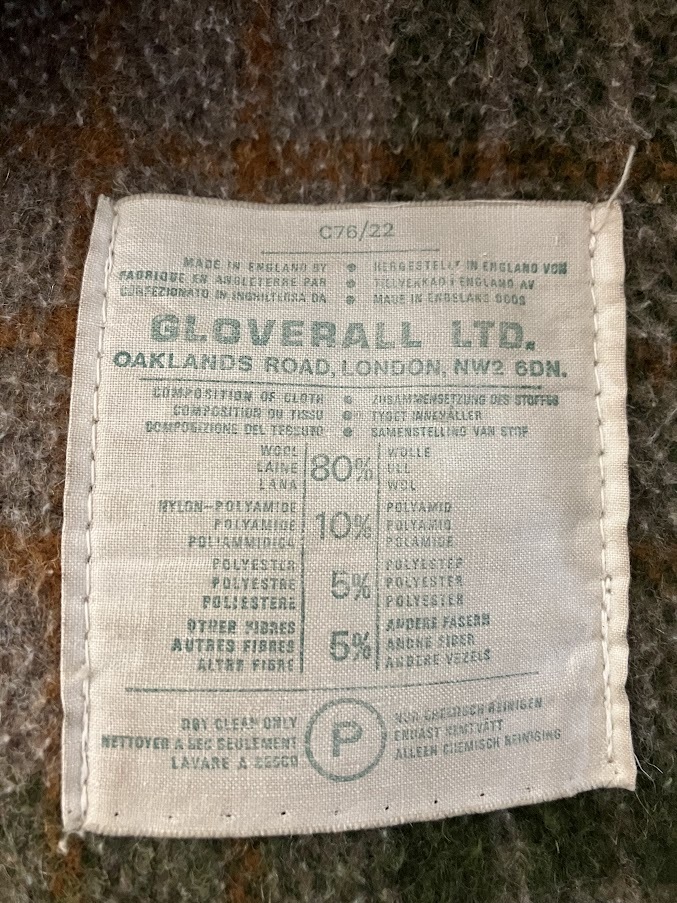 C76/22
MADE IN ENGLAND BY ● HERGESTELLT IN ENGLAND VON
FABRIQUE EN ANGLETERRE PAR ● TILLVERKAD I ENGLAND AV
CONFEZIONATO IN INGHILTERRA DA ● MADE IN ENGELAND DOOR
GLOVERALL LTD.
OAKLANDS ROAD, LONDON, NW2 6DN.
COMPOSITION OF CLOTH ● ZUSAMMENSETZUNG DES STOFFES
COMPOSITION DU TISSU ● TYGET INNEHÅLLER
COMPOSIZIONE DEL TESSUTO ● SAMENSTELLING VAN STOF
WOOL WOLLE
LAINE 80% ULL
LANA WOL
NYLON-POLYAMIDE POLYAMID
POLYAMIDE 10% POLYAMID
POLIAMMIDICA POLAMIDE
POLYESTER POLYESTER
POLYESTRE 5% POLYESTER
POLIESTERE POLYESTER
OTHER FIBRES ANDERE FASERN
AUTRES FIBRES 5% ANDRE FIBER
ALTRE FIBRE ANDERE VEZELS
DRY CLEAN ONLY NUR CHEMISCH REINIGEN
NETTOYER A SEC SEULEMENT P ENDAST KEMTVÄTT
LAVARE A SECCO ALLEEN CHEMISCH REINIGING